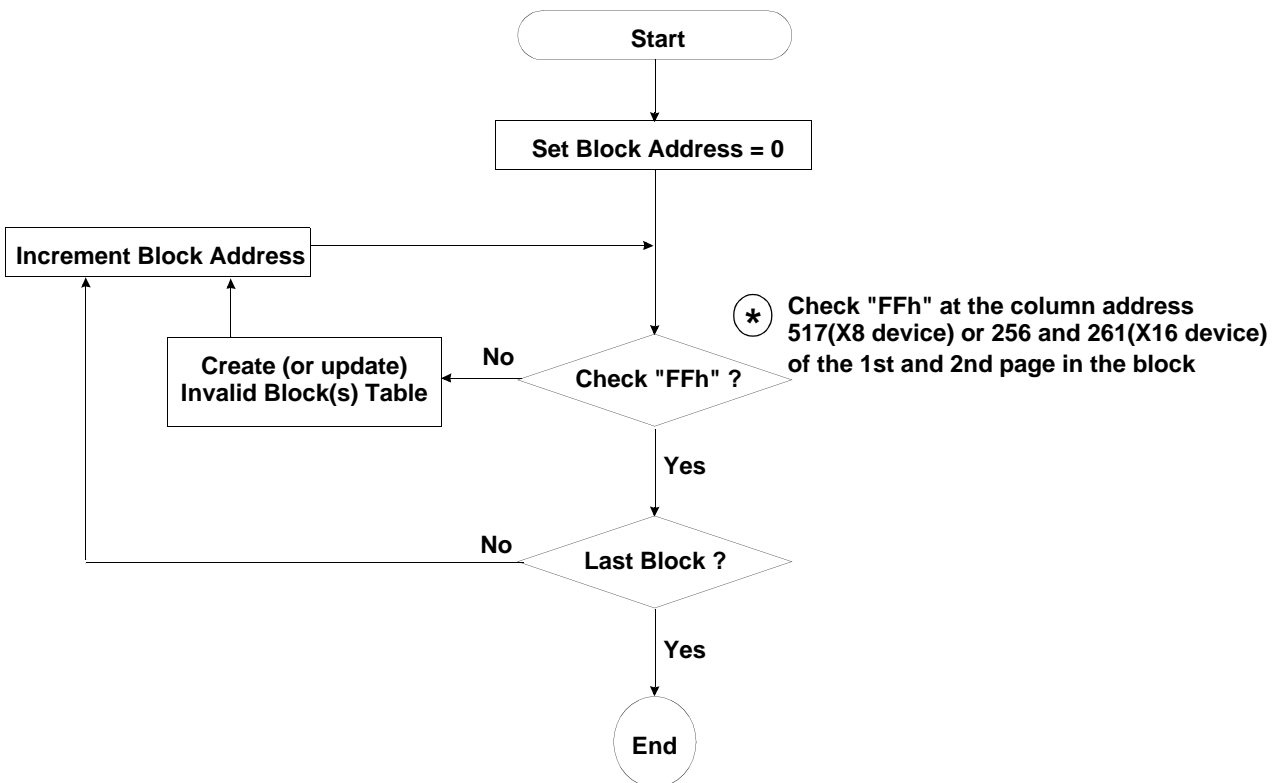 Start
Set Block Address = 0
Increment Block Address
*
Check "FFh" at the column address
517(X8 device) or 256 and 261(X16 device)
of the 1st and 2nd page in the block
Create (or update)
Invalid Block(s) Table
No
Check "FFh" ?
Yes
No
Last Block ?
Yes
End